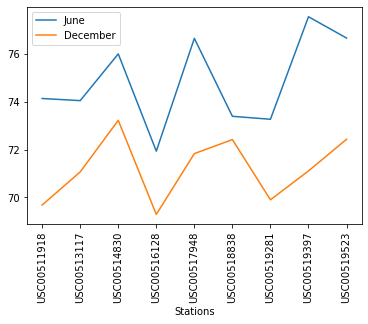 June
December
76
74
72
70
USC00511918
USC00513117
USC00514830
USC00516128
USC00517948
USC00518838
USC00519281
USC00519397
USC00519523
Stations